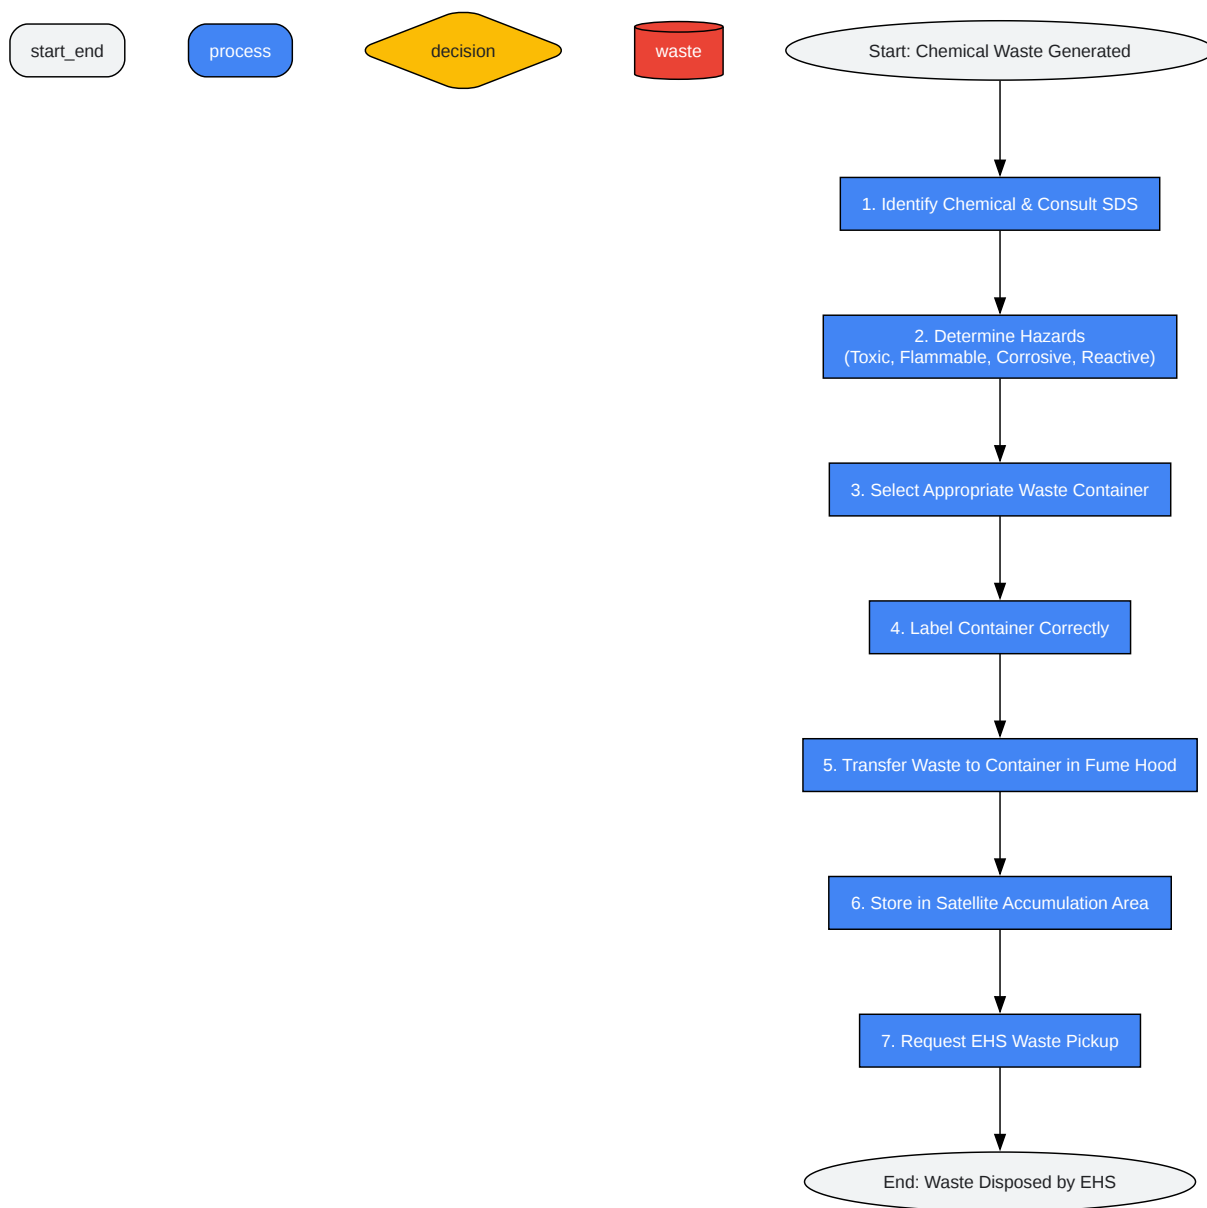 start_end
process
decision
waste
Start: Chemical Waste Generated
1. Identify Chemical & Consult SDS
2. Determine Hazards
(Toxic, Flammable, Corrosive, Reactive)
3. Select Appropriate Waste Container
4. Label Container Correctly
5. Transfer Waste to Container in Fume Hood
6. Store in Satellite Accumulation Area
7. Request EHS Waste Pickup
End: Waste Disposed by EHS